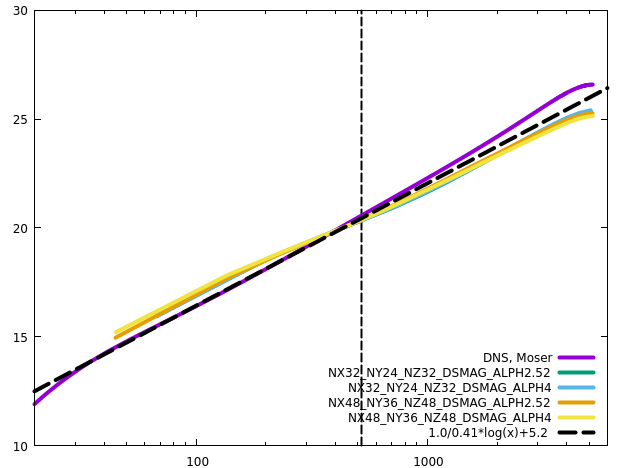 30
25
20
15
10
DNS, Moser
NX32_NY24_NZ32_DSMAG_ALPH2.52
NX32_NY24_NZ32_DSMAG_ALPH4
NX48_NY36_NZ48_DSMAG_ALPH2.52
NX48_NY36_NZ48_DSMAG_ALPH4
1.0/0.41*log(x)+5.2
100 1000